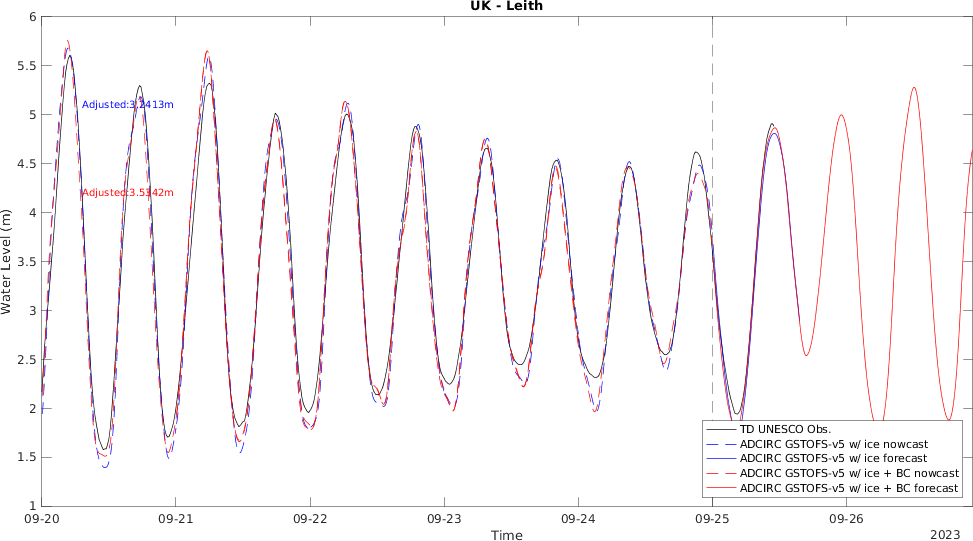 UK - Leith
6
5.5
5
4.5
4
3.5
3
2.5
2
1.5
1
Water Level (m)
Adjusted:3.2413m
Adjusted:3.5342m
TD UNESCO Obs.
ADCIRC GSTOFS-v5 w/ ice nowcast
ADCIRC GSTOFS-v5 w/ ice forecast
ADCIRC GSTOFS-v5 w/ ice + BC nowcast
ADCIRC GSTOFS-v5 w/ ice + BC forecast
09-20 09-21 09-22 09-23 09-24 09-25 09-26
Time
2023